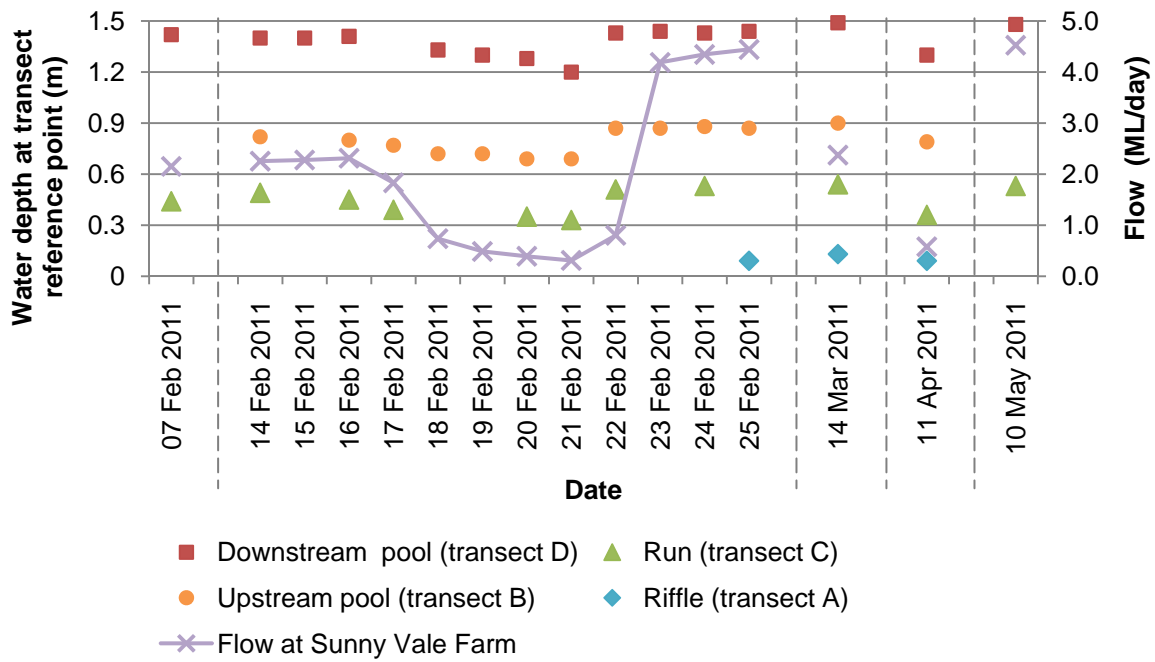 Water depth at transect
reference point (m)
1.5
1.2
0.9
0.6
0.3
0
5.0
4.0
3.0
2.0
1.0
0.0
Flow  (ML/day)
07 Feb 2011
14 Feb 2011
15 Feb 2011
16 Feb 2011
17 Feb 2011
18 Feb 2011
19 Feb 2011
20 Feb 2011
21 Feb 2011
22 Feb 2011
23 Feb 2011
24 Feb 2011
25 Feb 2011
14 Mar 2011
11 Apr 2011
10 May 2011
Date
Downstream  pool (transect D)
Run (transect C)
Upstream pool (transect B)
Riffle (transect A)
Flow at Sunny Vale Farm